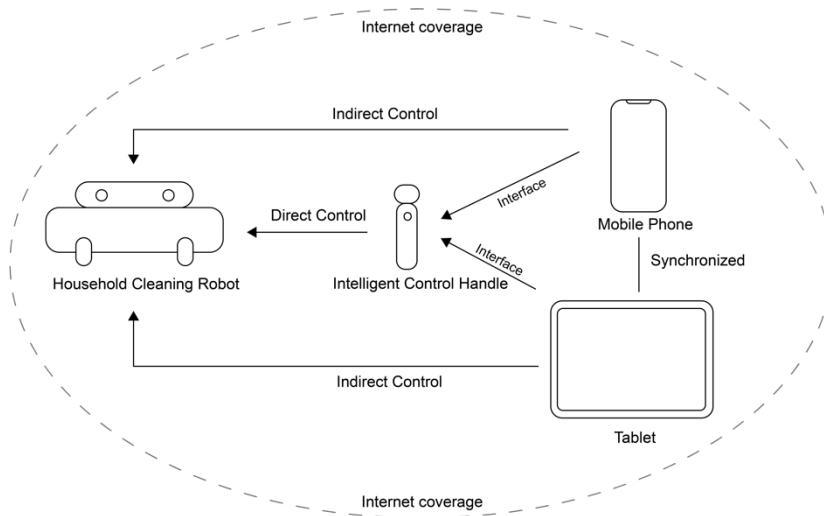 Internet coverage
Indirect Control
Interface
Direct Control
Mobile Phone
Interface
Synchronized
Household Cleaning Robot
Intelligent Control Handle
Indirect Control
Tablet
Internet coverage